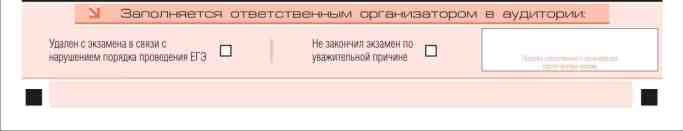 Заполняется ответственным организатором в аудитории:
Удален с экзамена в связи с
нарушением порядка проведения ЕГЭ
Не закончил экзамен по
уважительной причине